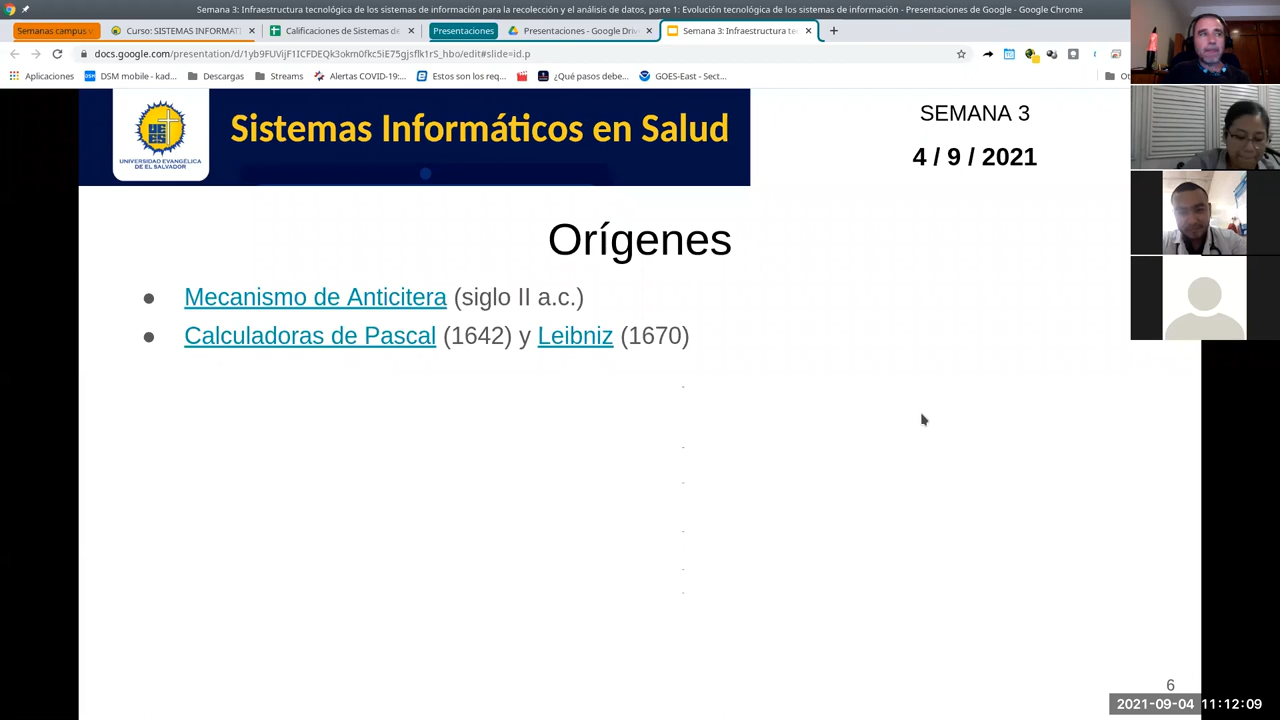 Semana 3: Infraestructura tecnológica de los sistemas de información para la recolección y el análisis de datos, parte 1: Evolución tecnológica de los sistemas de información - Presentaciones de Google - Google Chrome
Semanas campus v
Curso: SISTEMAS INFORMATI
Calificaciones de Sistemas de
Presentaciones
Presentaciones - Google Driv
Semana 3: Infraestructura te
docs.google.com/presentation/d/1yb9FUVijF1ICFDEQk3okm0fkc5iE75gjsflk1rS_hbo/edit#slide=id.p
Aplicaciones
DSM mobile - kad...
Descargas
Streams
Alertas COVID-19:...
Estos son los req...
¿Qué pasos debe...
GOES-East - Sect...
UNIVERSIDAD EVANGÉLICA
DE EL SALVADOR
Sistemas Informáticos en Salud
SEMANA 3
4 / 9 / 2021
Orígenes
● Mecanismo de Anticitera (siglo II a.c.)
● Calculadoras de Pascal (1642) y Leibniz (1670)
6
2021-09-04 11:12:09